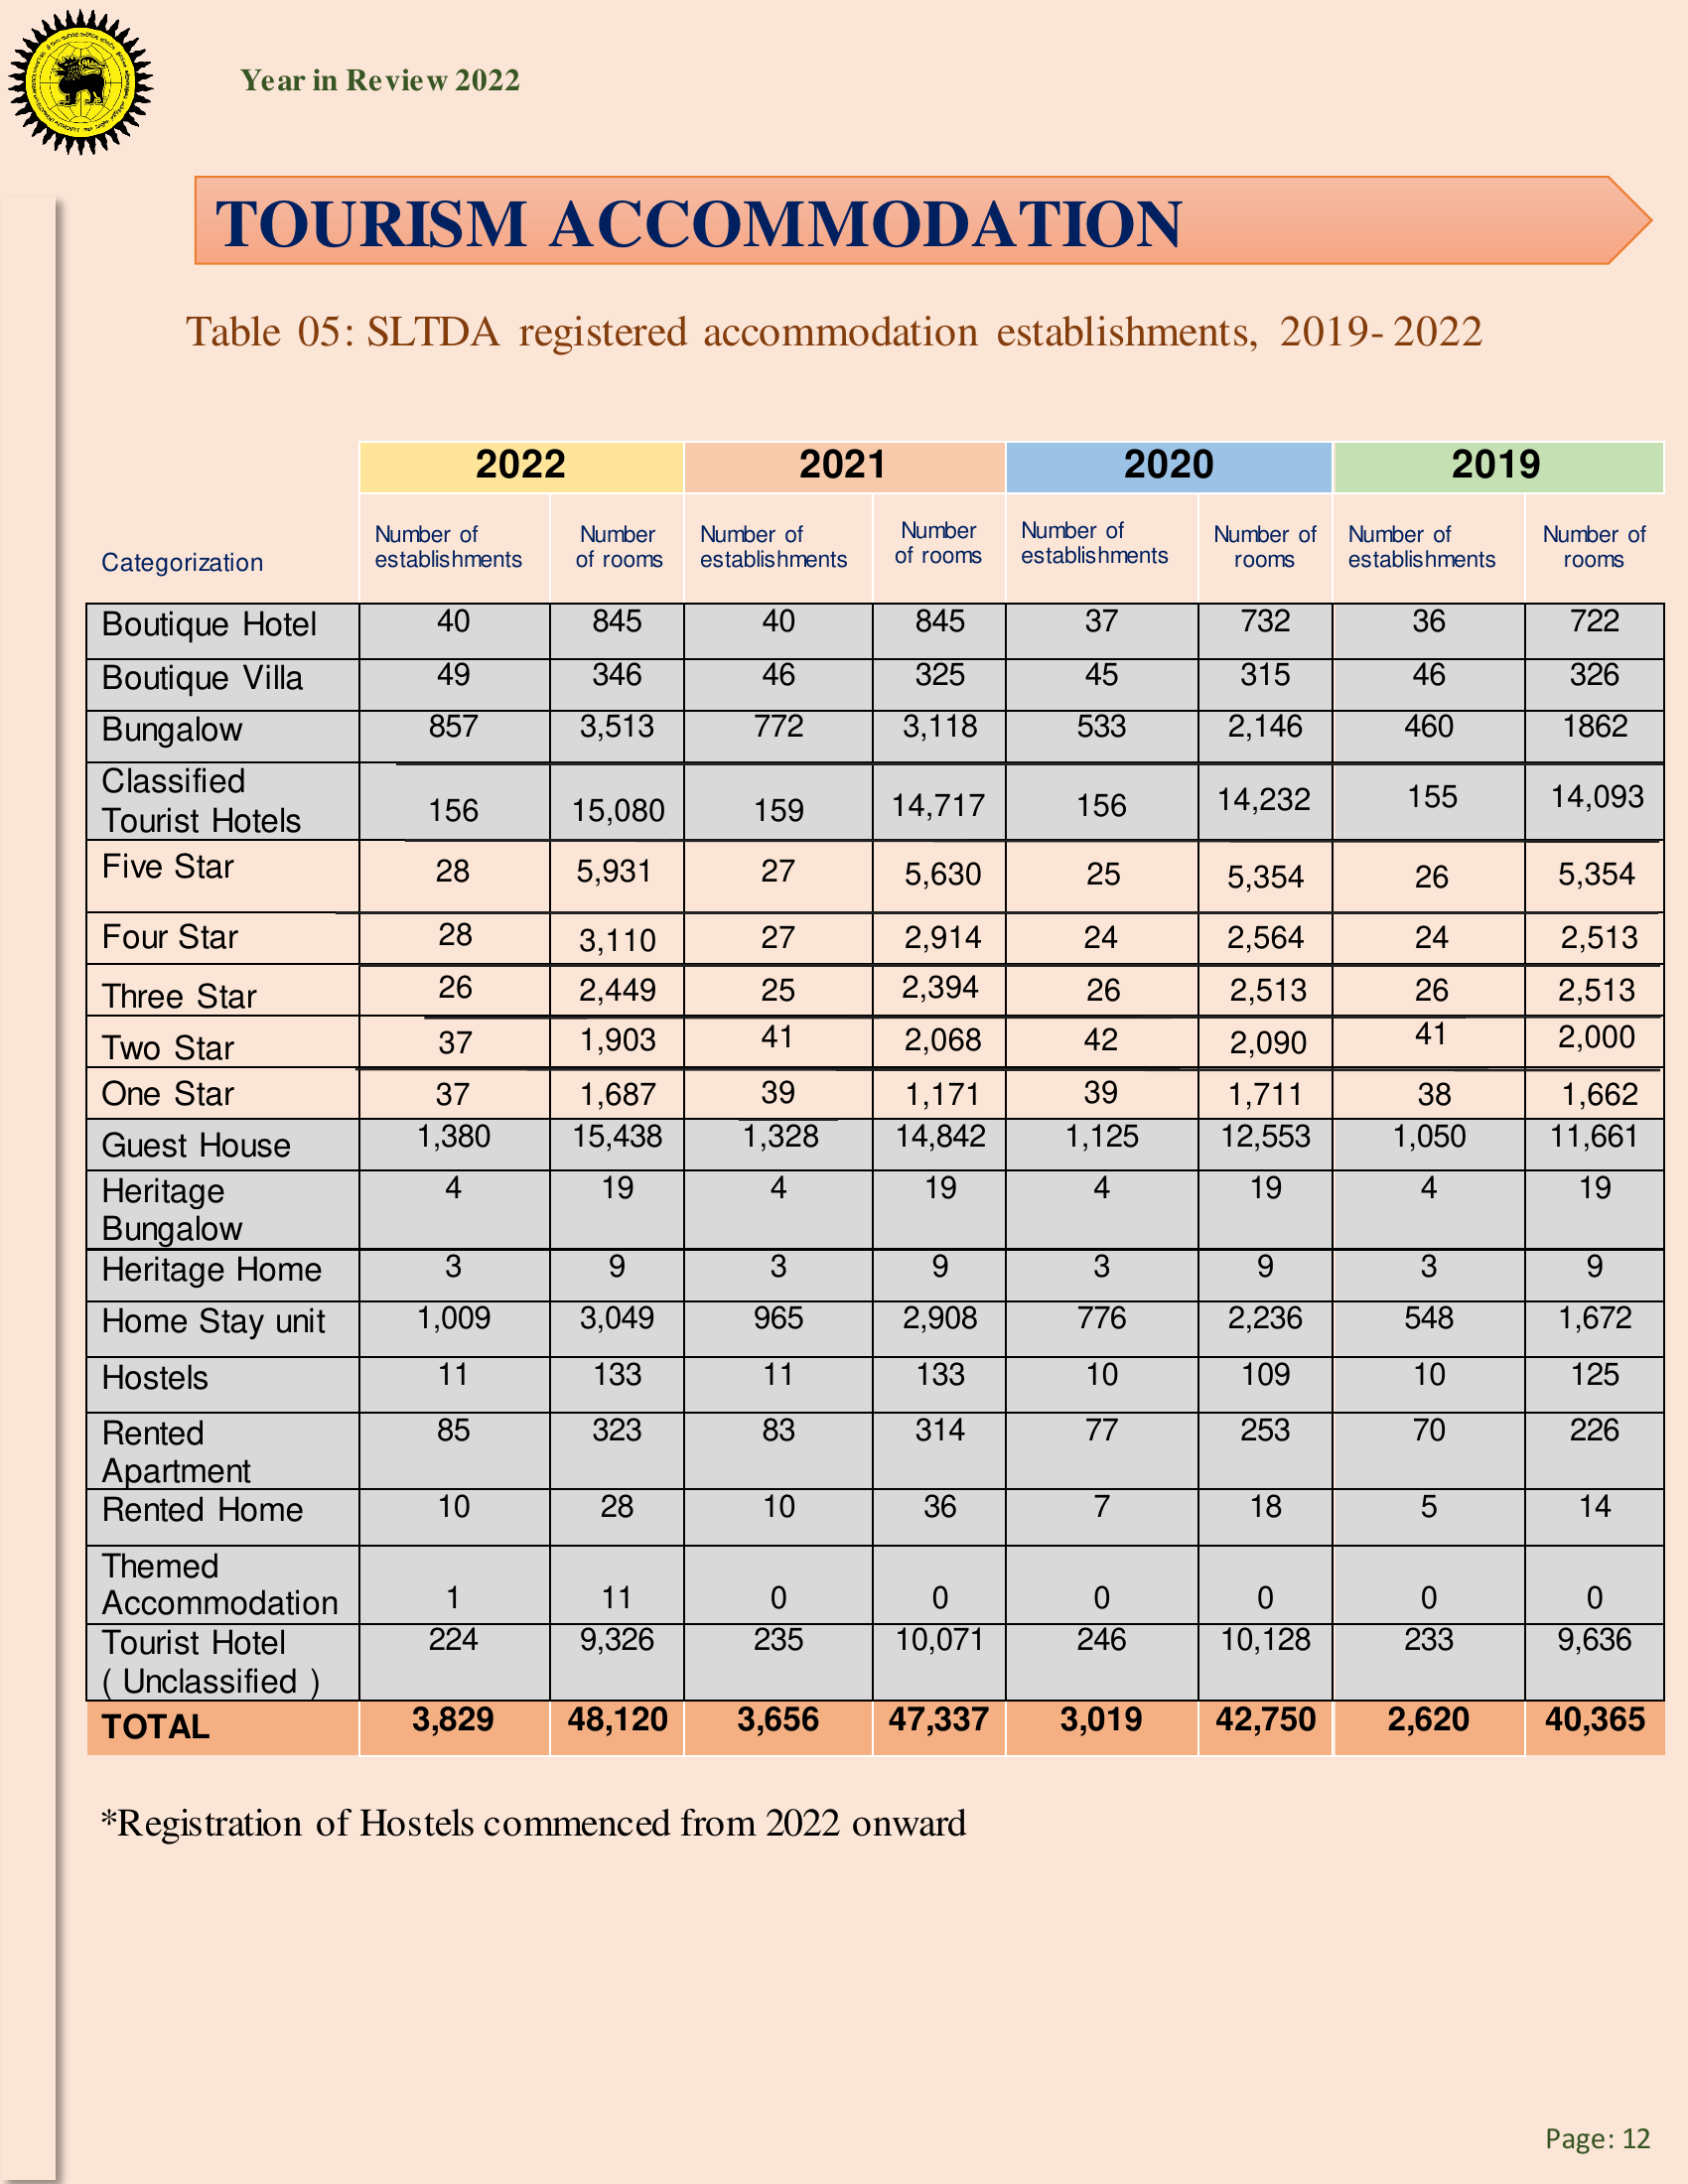 Year in Review 2022
TOURISM ACCOMMODATION
Table 05: SLTDA registered accommodation establishments, 2019-2022
2022 2021 2020 2019
Categorization Number of establishments Number of rooms Number of establishments Number of rooms Number of establishments Number of rooms Number of establishments Number of rooms
Boutique Hotel 40 845 40 845 37 732 36 722
Boutique Villa 49 346 46 325 45 315 46 326
Bungalow 857 3,513 772 3,118 533 2,146 460 1862
Classified Tourist Hotels 156 15,080 159 14,717 156 14,232 155 14,093
Five Star 28 5,931 27 5,630 25 5,354 26 5,354
Four Star 28 3,110 27 2,914 24 2,564 24 2,513
Three Star 26 2,449 25 2,394 26 2,513 26 2,513
Two Star 37 1,903 41 2,068 42 2,090 41 2,000
One Star 37 1,687 39 1,171 39 1,711 38 1,662
Guest House 1,380 15,438 1,328 14,842 1,125 12,553 1,050 11,661
Heritage Bungalow 4 19 4 19 4 19 4 19
Heritage Home 3 9 3 9 3 9 3 9
Home Stay unit 1,009 3,049 965 2,908 776 2,236 548 1,672
Hostels 11 133 11 133 10 109 10 125
Rented Apartment 85 323 83 314 77 253 70 226
Rented Home 10 28 10 36 7 18 5 14
Themed Accommodation 1 11 0 0 0 0 0 0
Tourist Hotel ( Unclassified ) 224 9,326 235 10,071 246 10,128 233 9,636
TOTAL 3,829 48,120 3,656 47,337 3,019 42,750 2,620 40,365
*Registration of Hostels commenced from 2022 onward
Page: 12